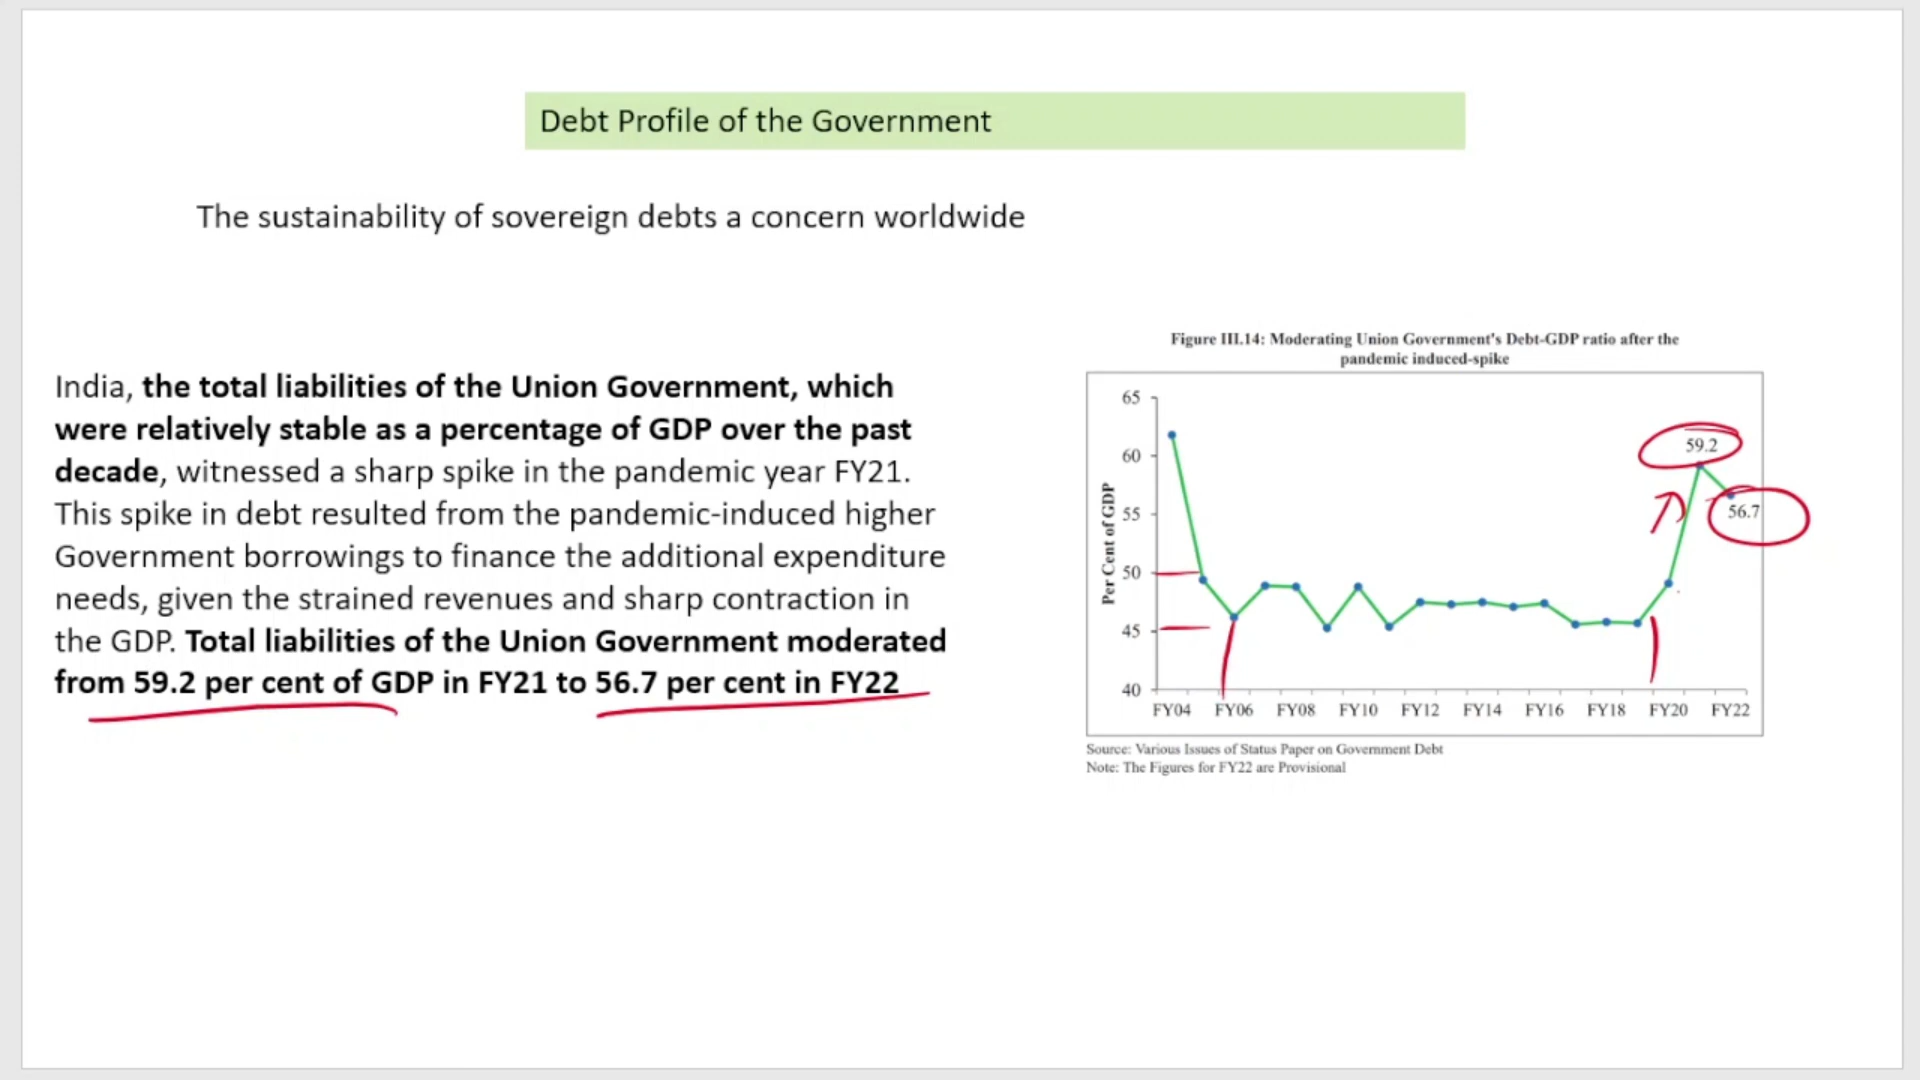 Debt Profile of the Government
The sustainability of sovereign debts a concern worldwide
India, the total liabilities of the Union Government, which
were relatively stable as a percentage of GDP over the past
decade, witnessed a sharp spike in the pandemic year FY21.
This spike in debt resulted from the pandemic-induced higher
Government borrowings to finance the additional expenditure
needs, given the strained revenues and sharp contraction in
the GDP. Total liabilities of the Union Government moderated
from 59.2 per cent of GDP in FY21 to 56.7 per cent in FY22
Figure III.14: Moderating Union Government's Debt-GDP ratio after the
pandemic induced-spike
Per Cent of GDP
65
60
55
50
45
40
59.2
56.7
FY04 FY06 FY08 FY10 FY12 FY14 FY16 FY18 FY20 FY22
Source: Various Issues of Status Paper on Government Debt
Note: The Figures for FY22 are Provisional